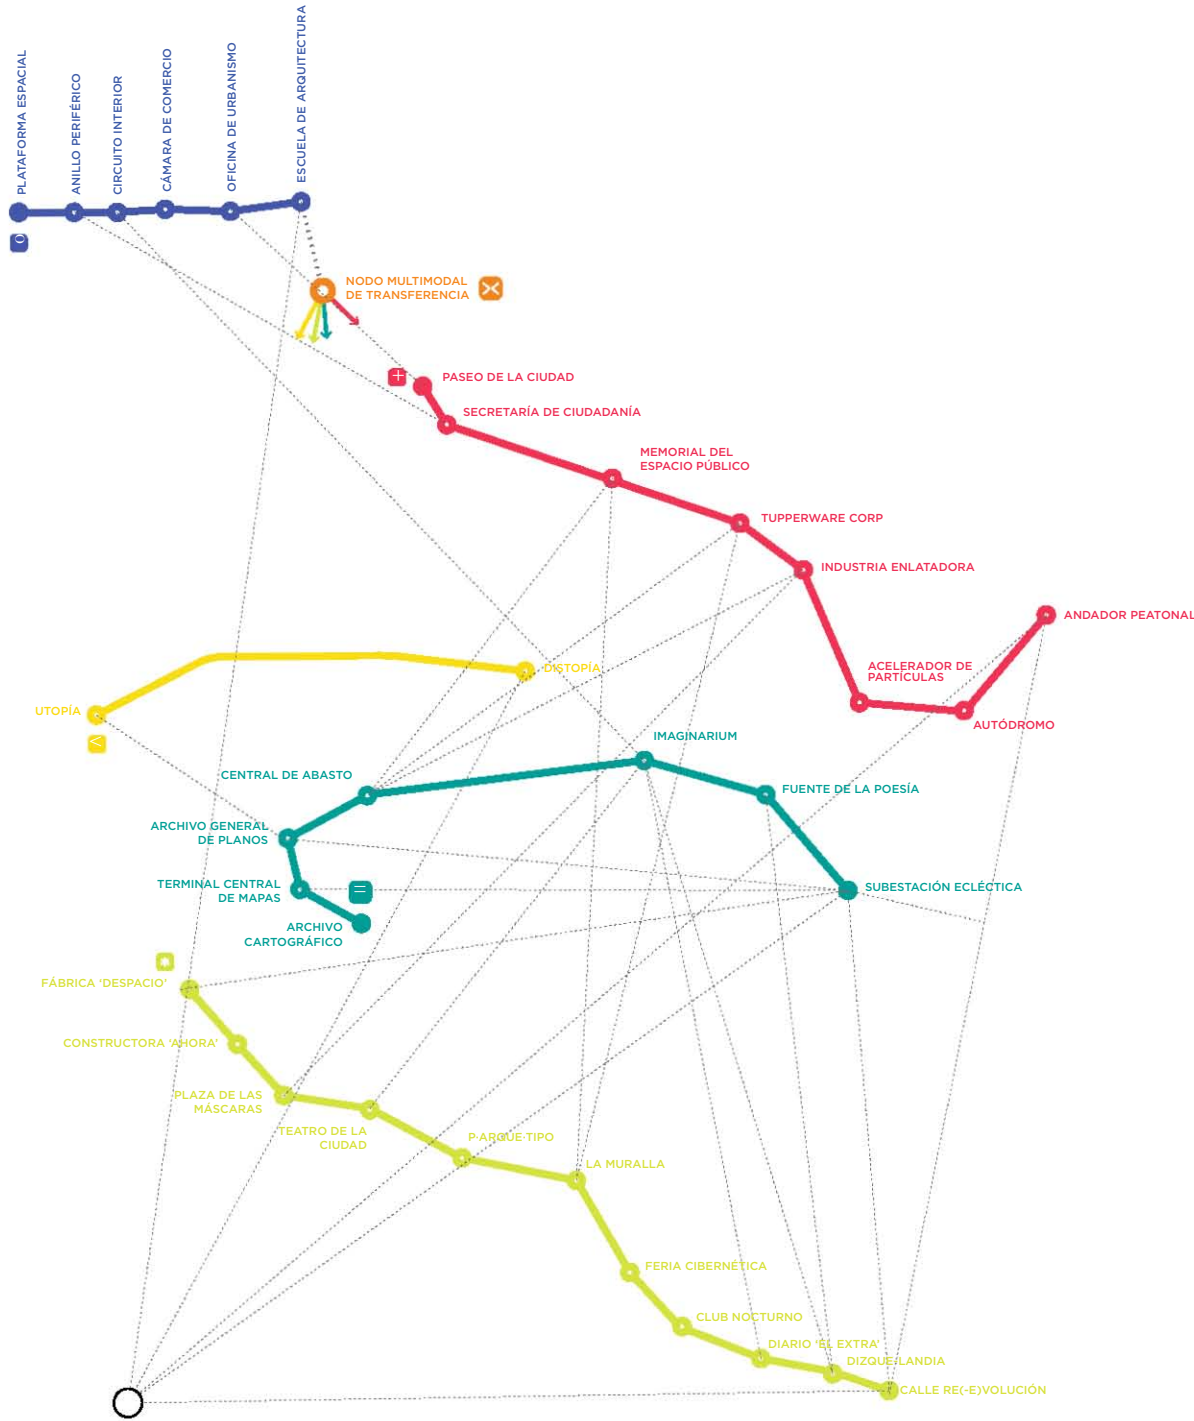 PLATAFORMA ESPACIAL
ANILLO PERIFÉRICO
CIRCUITO INTERIOR
CÁMARA DE COMERCIO
OFICINA DE URBANISMO
ESCUELA DE ARQUITECTURA
NODO MULTIMODAL
DE TRANSFERENCIA
PASEO DE LA CIUDAD
SECRETARÍA DE CIUDADANÍA
MEMORIAL DEL
ESPACIO PÚBLICO
TUPPERWARE CORP
INDUSTRIA ENLATADORA
ANDADOR PEATONAL
ACELERADOR DE
PARTÍCULAS
AUTÓDROMO
DISTOPÍA
UTOPÍA
IMAGINARIUM
CENTRAL DE ABASTO
FUENTE DE LA POESÍA
ARCHIVO GENERAL
DE PLANOS
TERMINAL CENTRAL
DE MAPAS
SUBESTACIÓN ECLÉCTICA
ARCHIVO
CARTOGRÁFICO
FÁBRICA 'DESPACIO'
CONSTRUCTORA 'AHORA'
PLAZA DE LAS
MÁSCARAS
TEATRO DE LA
CIUDAD
P·ARQUE·TIPO
LA MURALLA
FERIA CIBERNÉTICA
CLUB NOCTURNO
DIARIO 'EL EXTRA'
DIZQUE-LANDIA
CALLE RE(-E)VOLUCIÓN